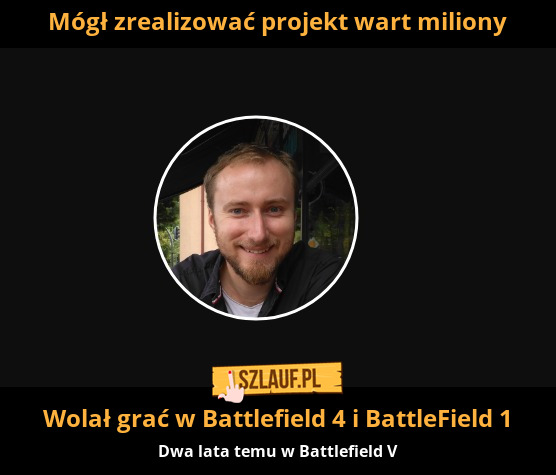 Mógł zrealizować projekt wart miliony
SZLAUF.PL
Wolał grać w Battlefield 4 i BattleField 1
Dwa lata temu w Battlefield V